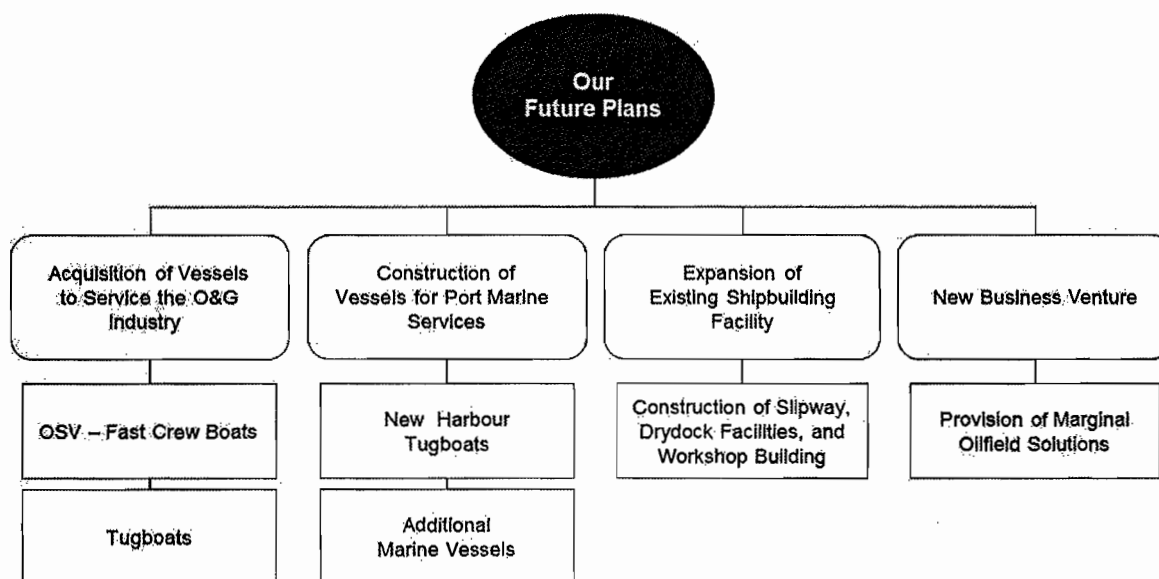 Our
Future Plans
Acquisition of Vessels
to Service the O&G
Industry
Construction of
Vessels for Port Marine
Services
Expansion of
Existing Shipbuilding
Facility
New Business Venture
OSV – Fast Crew Boats
New Harbour
Tugboats
Construction of Slipway,
Drydock Facilities, and
Workshop Building
Provision of Marginal
Oilfield Solutions
Tugboats
Additional
Marine Vessels